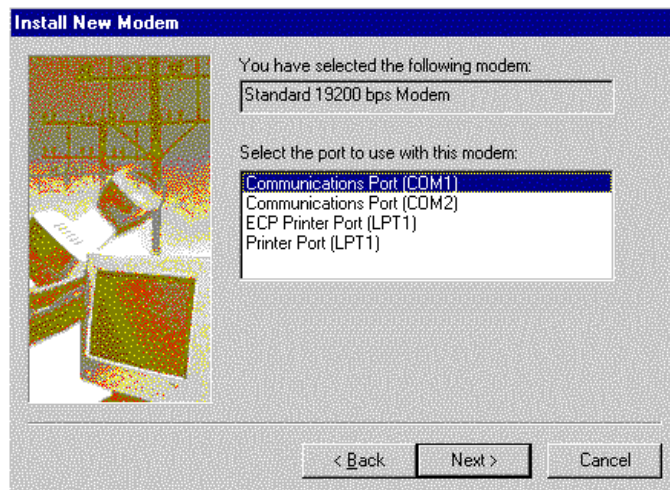 Install New Modem
You have selected the following modem:
Standard 19200 bps Modem
Select the port to use with this modem:
Communications Port (COM1)
Communications Port (COM2)
ECP Printer Port (LPT1)
Printer Port (LPT1)
< Back
Next >
Cancel